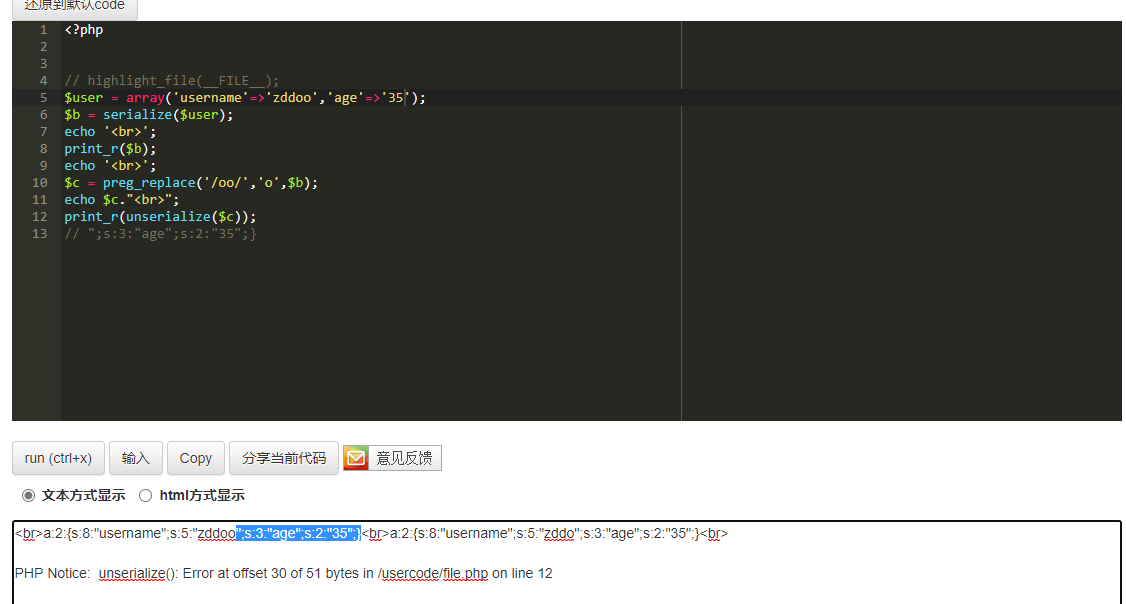 还原到默认code
1 <?php
2
3
4 // highlight_file(__FILE__);
5 $user = array('username'=>'zddoo','age'=>'35');
6 $b = serialize($user);
7 echo '<br>';
8 print_r($b);
9 echo '<br>';
10 $c = preg_replace('/oo/','o',$b);
11 echo $c."<br>";
12 print_r(unserialize($c));
13 // ";s:3:"age";s:2:"35";}
run (ctrl+x) 输入 Copy 分享当前代码 意见反馈
文本方式显示 html方式显示
<br>a:2:{s:8:"username";s:5:"zddoo";s:3:"age";s:2:"35";}<br>a:2:{s:8:"username";s:5:"zddo";s:3:"age";s:2:"35";}<br>
PHP Notice:  unserialize(): Error at offset 30 of 51 bytes in /usercode/file.php on line 12